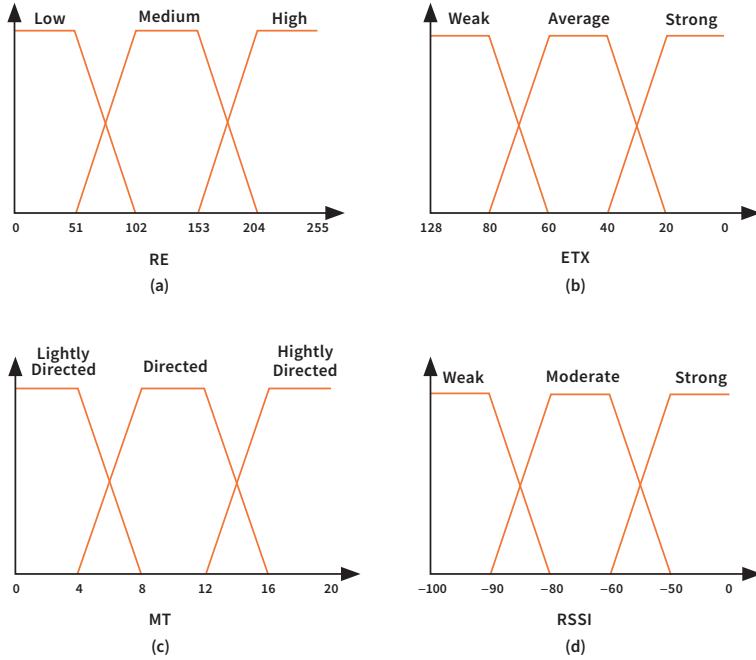 Low Medium High
0 51 102 153 204 255
RE
(a)
Weak Average Strong
128 80 60 40 20 0
ETX
(b)
Lightly
Directed
Directed
Hightly
Directed
0 4 8 12 16 20
MT
(c)
Weak Moderate Strong
−100 −90 −80 −60 −50 0
RSSI
(d)